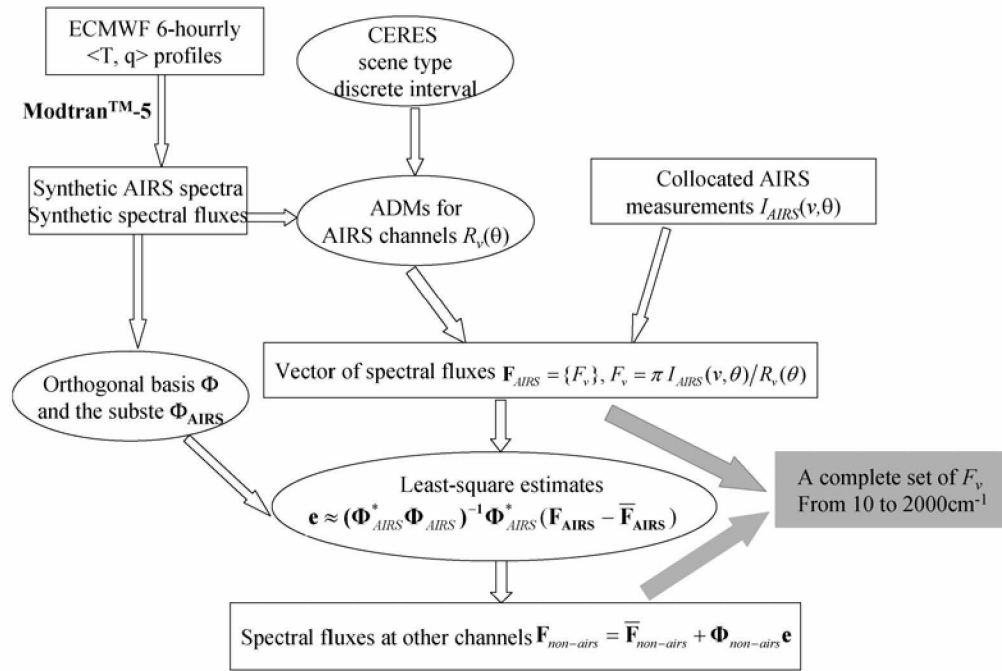 ECMWF 6-hourrly
<T, q> profiles
CERES
scene type
discrete interval
Modtran™-5
Synthetic AIRS spectra
Synthetic spectral fluxes
ADMs for
AIRS channels R_v(θ)
Collocated AIRS
measurements I_AIRS(v,θ)
Vector of spectral fluxes F_AIRS = {F_v}, F_v = π I_AIRS(v,θ)/R_v(θ)
Orthogonal basis Φ
and the subste Φ_AIRS
Least-square estimates
e ≈ (Φ*_AIRS Φ_AIRS)⁻¹ Φ*_AIRS (F_AIRS − F̅_AIRS)
A complete set of F_v
From 10 to 2000cm⁻¹
Spectral fluxes at other channels F_non-airs = F̅_non-airs + Φ_non-airs e